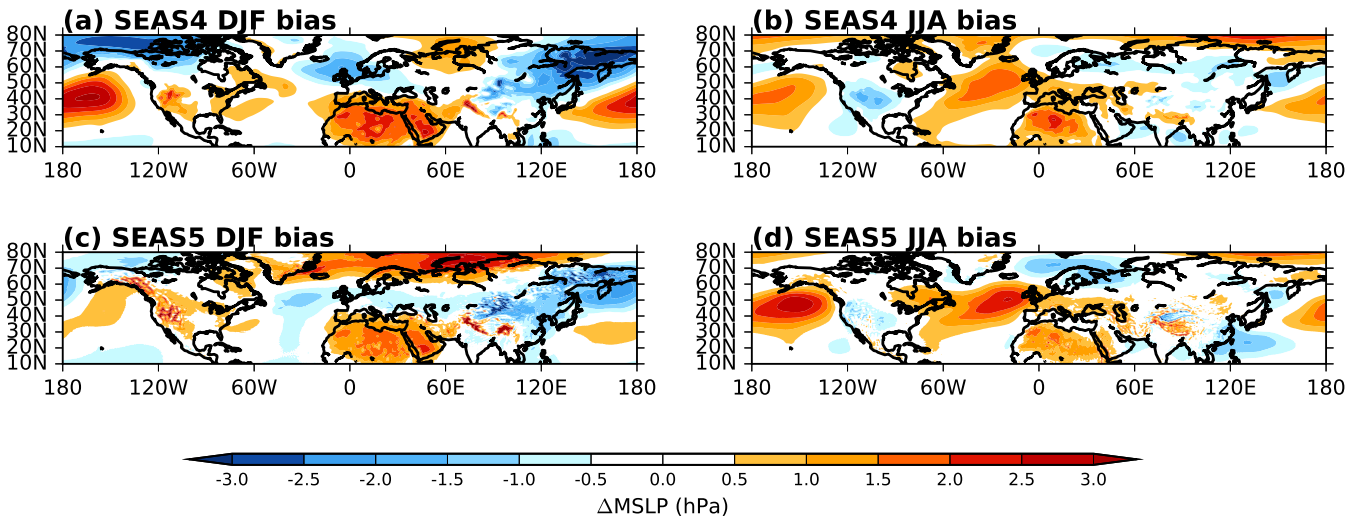 (a) SEAS4 DJF bias
(b) SEAS4 JJA bias
80N
70N
60N
50N
40N
30N
20N
10N
180 120W 60W 0 60E 120E 180
80N
70N
60N
50N
40N
30N
20N
10N
180 120W 60W 0 60E 120E 180
(c) SEAS5 DJF bias
(d) SEAS5 JJA bias
80N
70N
60N
50N
40N
30N
20N
10N
180 120W 60W 0 60E 120E 180
80N
70N
60N
50N
40N
30N
20N
10N
180 120W 60W 0 60E 120E 180
-3.0 -2.5 -2.0 -1.5 -1.0 -0.5 0.0 0.5 1.0 1.5 2.0 2.5 3.0
ΔMSLP (hPa)